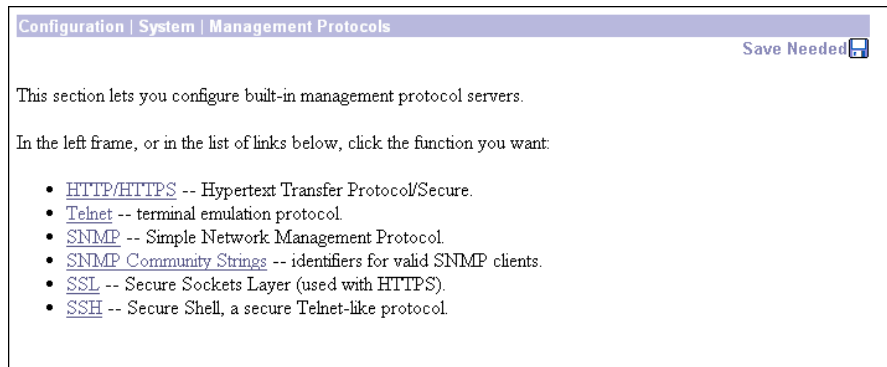 Configuration | System | Management Protocols
Save Needed
This section lets you configure built-in management protocol servers.
In the left frame, or in the list of links below, click the function you want:
• HTTP/HTTPS -- Hypertext Transfer Protocol/Secure.
• Telnet -- terminal emulation protocol.
• SNMP -- Simple Network Management Protocol.
• SNMP Community Strings -- identifiers for valid SNMP clients.
• SSL -- Secure Sockets Layer (used with HTTPS).
• SSH -- Secure Shell, a secure Telnet-like protocol.